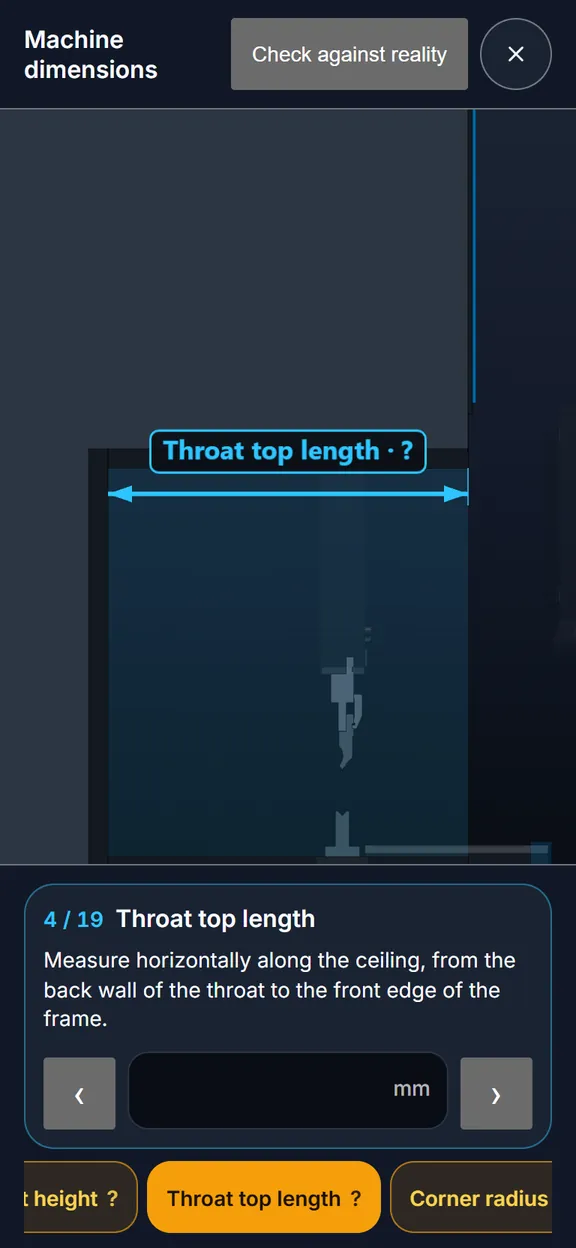 Machine
dimensions
Check against reality
×
Throat top length · ?
4 / 19 Throat top length
Measure horizontally along the ceiling, from the
back wall of the throat to the front edge of the
frame.
‹
mm
›
t height ?
Throat top length ?
Corner radius